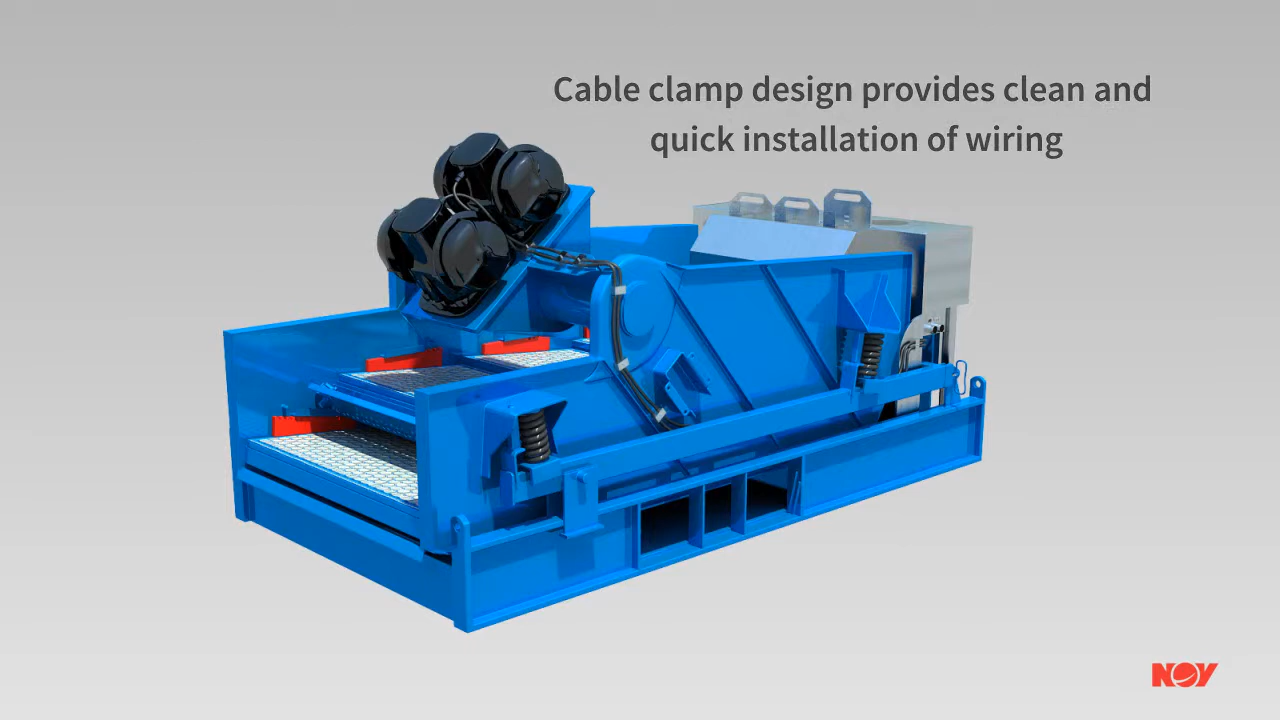 Cable clamp design provides clean and
quick installation of wiring
NOV